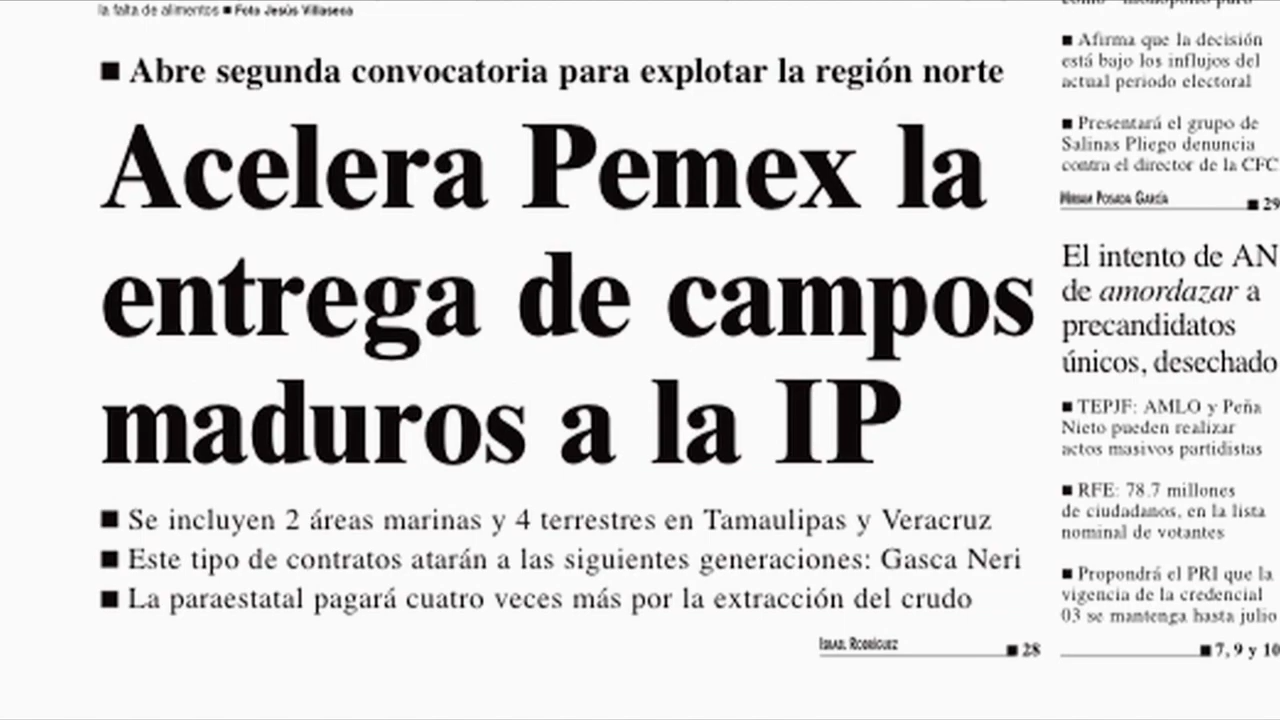 la falta de alimentos ■ Foto Jesús Villaseca
■ Abre segunda convocatoria para explotar la región norte
Acelera Pemex la
entrega de campos
maduros a la IP
■ Se incluyen 2 áreas marinas y 4 terrestres en Tamaulipas y Veracruz
■ Este tipo de contratos atarán a las siguientes generaciones: Gasca Neri
■ La paraestatal pagará cuatro veces más por la extracción del crudo
ISRAEL RODRÍGUEZ ■ 28
■ Afirma que la decisión
está bajo los influjos del
actual periodo electoral
■ Presentará el grupo de
Salinas Pliego denuncia
contra el director de la CFC
MIRIAM POSADA GARCÍA ■ 29
El intento de AN
de amordazar a
precandidatos
únicos, desechado
■ TEPJF: AMLO y Peña
Nieto pueden realizar
actos masivos partidistas
■ RFE: 78.7 millones
de ciudadanos, en la lista
nominal de votantes
■ Propondrá el PRI que la
vigencia de la credencial
03 se mantenga hasta julio
■ 7, 9 y 10